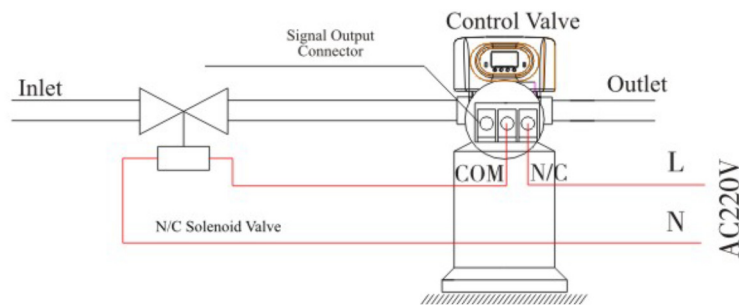 Control Valve
Signal Output
Connector
Inlet
Outlet
COM
N/C
L
N/C Solenoid Valve
N
AC220V